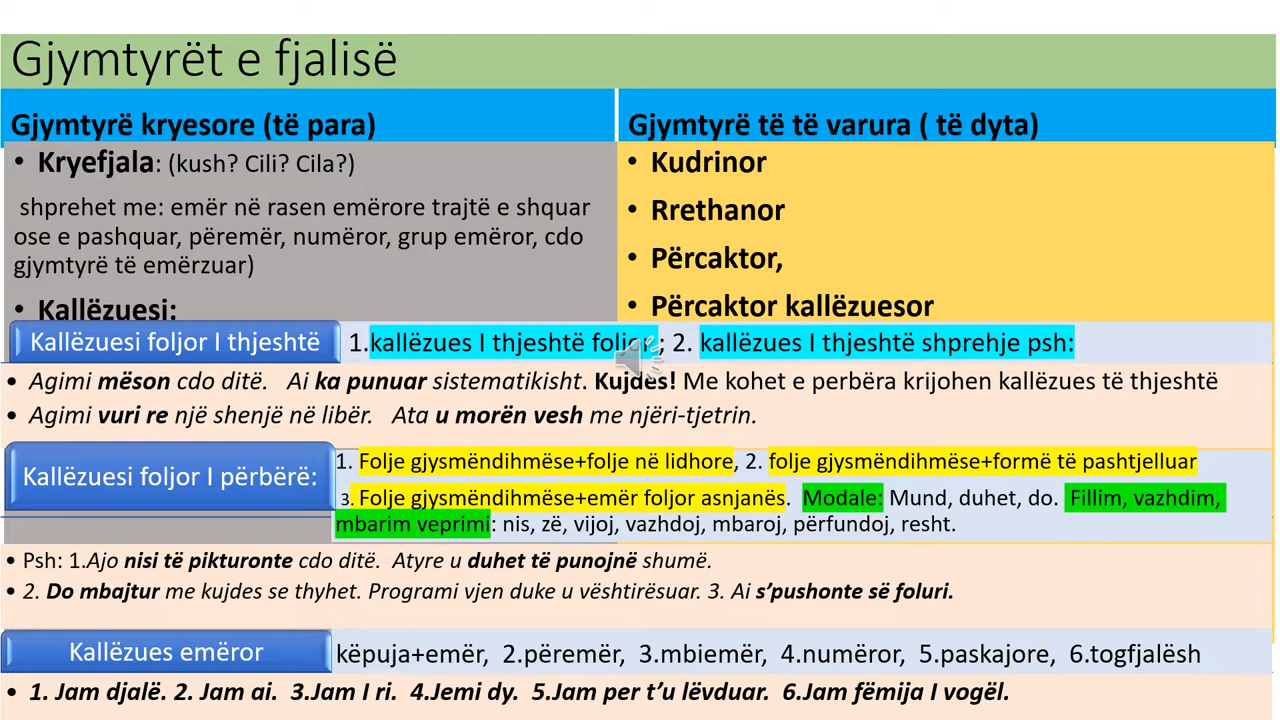 Gjymtyrët e fjalisë
Gjymtyrë kryesore (të para)
Gjymtyrë të të varura ( të dyta)
• Kryefjala: (kush? Cili? Cila?)
shprehet me: emër në rasen emërore trajtë e shquar
ose e pashquar, përemër, numëror, grup emëror, cdo
gjymtyrë të emërzuar)
• Kallëzuesi:
• Kudrinor
• Rrethanor
• Përcaktor,
• Përcaktor kallëzuesor
Kallëzuesi foljor I thjeshtë
1.kallëzues I thjeshtë foljor ; 2. kallëzues I thjeshtë shprehje psh:
• Agimi mëson cdo ditë. Ai ka punuar sistematikisht. Kujdes! Me kohet e perbëra krijohen kallëzues të thjeshtë
• Agimi vuri re një shenjë në libër. Ata u morën vesh me njëri-tjetrin.
Kallëzuesi foljor I përbërë:
1. Folje gjysmëndihmëse+folje në lidhore, 2. folje gjysmëndihmëse+formë të pashtjelluar
3. Folje gjysmëndihmëse+emër foljor asnjanës. Modale: Mund, duhet, do. Fillim, vazhdim,
mbarim veprimi: nis, zë, vijoj, vazhdoj, mbaroj, përfundoj, resht.
• Psh: 1.Ajo nisi të pikturonte cdo ditë. Atyre u duhet të punojnë shumë.
• 2. Do mbajtur me kujdes se thyhet. Programi vjen duke u vështirësuar. 3. Ai s’pushonte së foluri.
Kallëzues emëror
këpuja+emër, 2.përemër, 3.mbiemër, 4.numëror, 5.paskajore, 6.togfjalësh
• 1. Jam djalë. 2. Jam ai. 3.Jam I ri. 4.Jemi dy. 5.Jam per t’u lëvduar. 6.Jam fëmija I vogël.